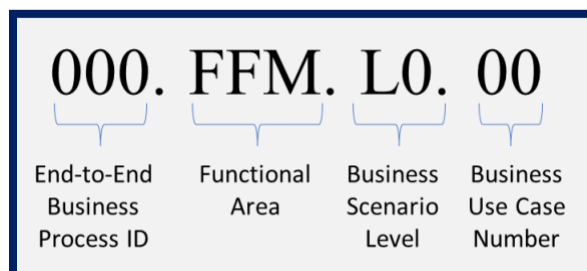 000. FFM. L0. 00
End-to-End Business Process ID
Functional Area
Business Scenario Level
Business Use Case Number